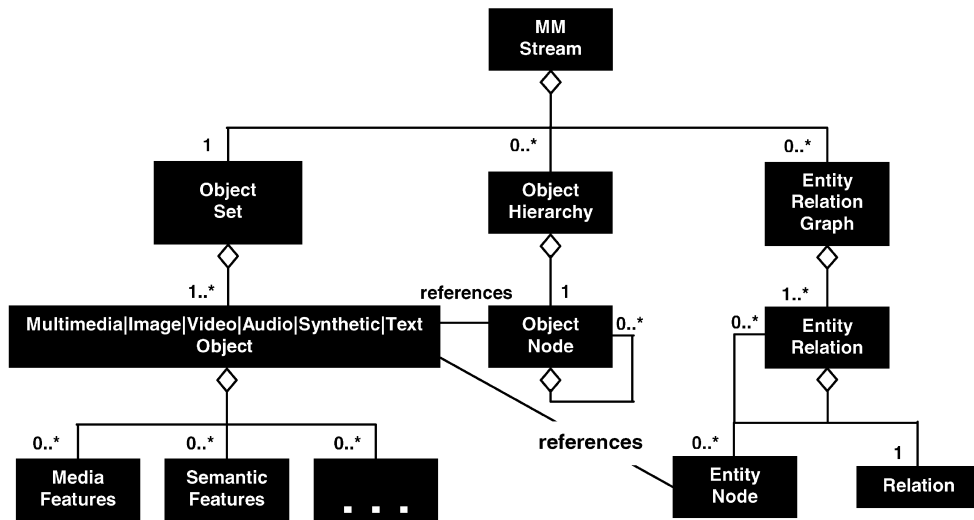 MM
Stream
1
0..*
0..*
Object
Set
Object
Hierarchy
Entity
Relation
Graph
1..*
references
1
1..*
Multimedia|Image|Video|Audio|Synthetic|Text
Object
Object
Node
0..*
0..*
Entity
Relation
0..*
0..*
0..*
references
0..*
1
Media
Features
Semantic
Features
. . .
Entity
Node
Relation